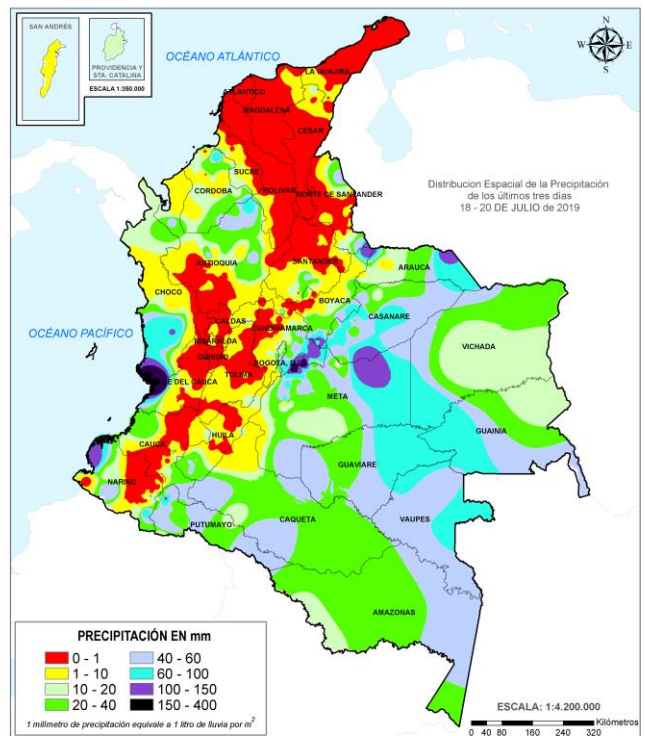 SAN ANDRÉS
PROVIDENCIA Y
STA. CATALINA
ESCALA 1:350.000
OCÉANO ATLÁNTICO
N
W
E
S
LA GUAJIRA
ATLANTICO
MAGDALENA
CESAR
SUCRE
CORDOBA
BOLIVAR
NORTE DE SANTANDER
Distribucion Espacial de la Precipitación
de los últimos tres días
18 - 20 DE JULIO de 2019
ANTIOQUIA
SANTANDER
ARAUCA
CHOCO
BOYACA
CASANARE
OCÉANO PACÍFICO
CALDAS
CUNDINAMARCA
VICHADA
RISARALDA
QUINDIO
BOGOTA, D.C.
TOLIMA
VALLE DEL CAUCA
META
GUAINIA
CAUCA
HUILA
GUAVIARE
NARIÑO
PUTUMAYO
CAQUETA
VAUPES
AMAZONAS
PRECIPITACIÓN EN mm
0 - 1
40 - 60
1 - 10
60 - 100
10 - 20
100 - 150
20 - 40
150 - 400
1 milimetro de precipitación equivale a 1 litro de lluvia por m2
ESCALA: 1:4.200.000
Kilómetros
0 40 80 160 240 320